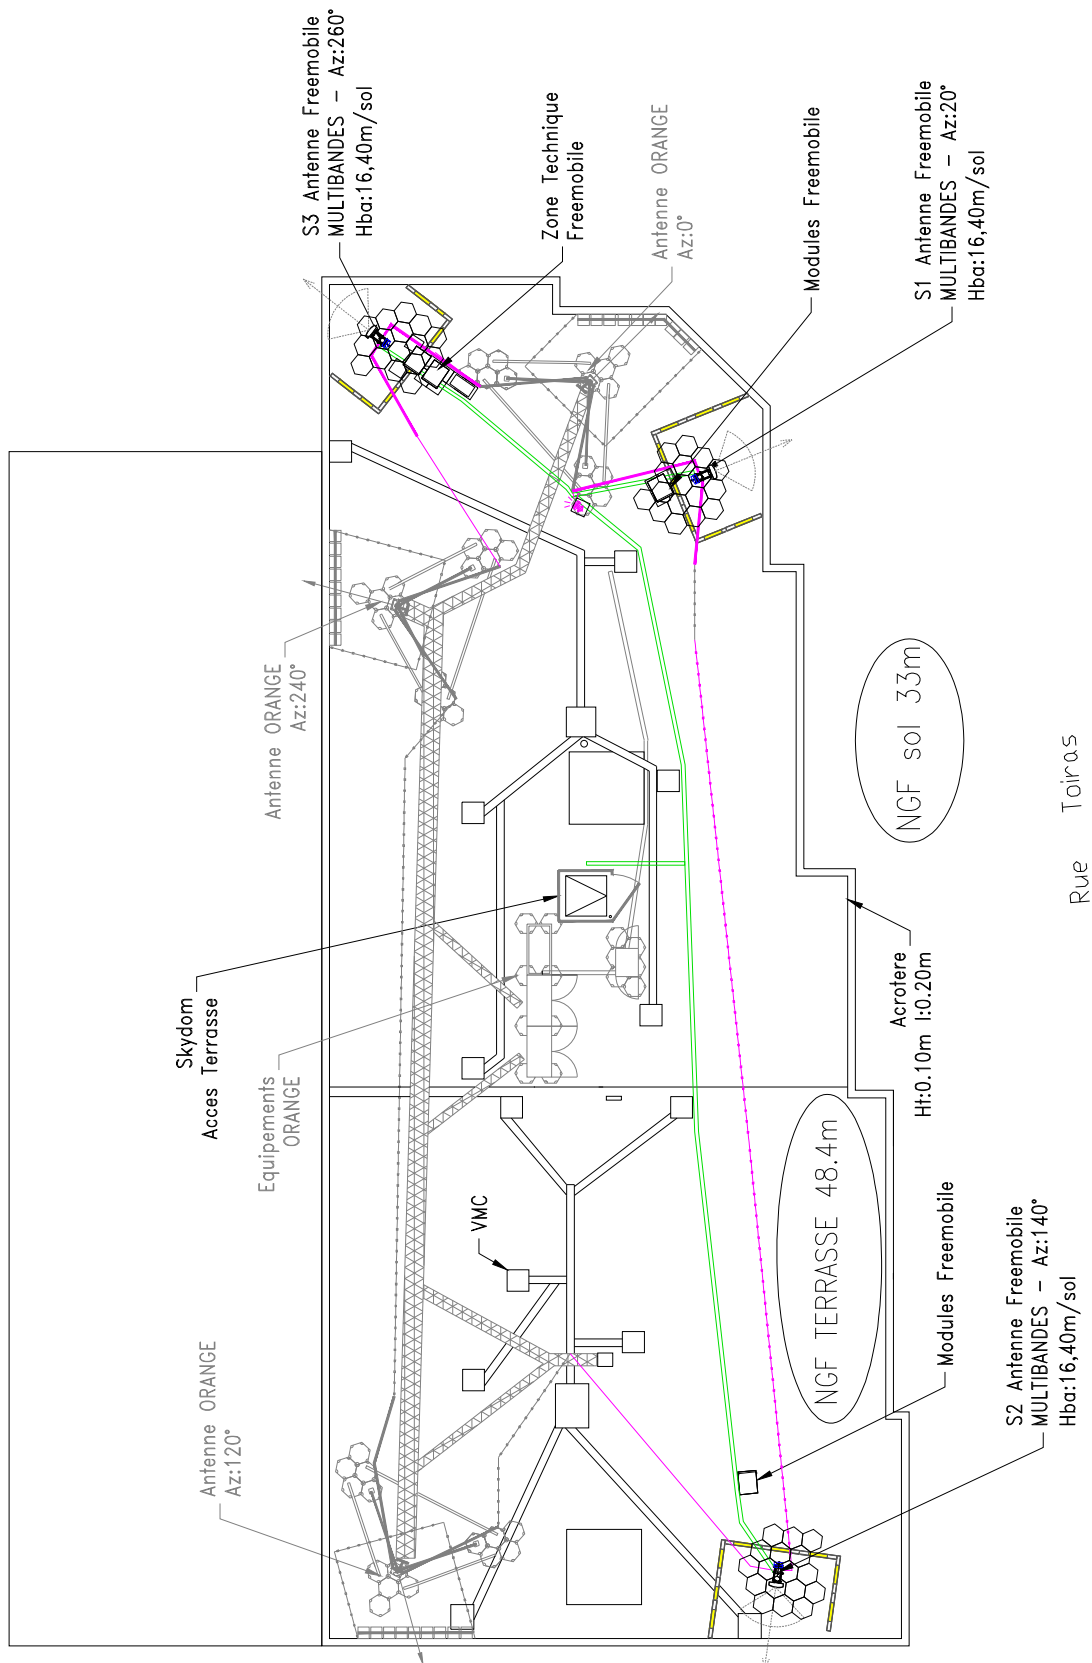 S3 Antenne Freemobile
MULTIBANDES - Az:260°
Hba:16,40m/sol
Zone Technique
Freemobile
Antenne ORANGE
Az:0°
Modules Freemobile
S1 Antenne Freemobile
MULTIBANDES - Az:20°
Hba:16,40m/sol
Antenne ORANGE
Az:240°
NGF sol 33m
Rue Toiras
Skydom
Acces Terrasse
Equipements
ORANGE
Acrotere
Ht:0.10m l:0.20m
VMC
NGF TERRASSE 48.4m
Modules Freemobile
S2 Antenne Freemobile
MULTIBANDES - Az:140°
Hba:16,40m/sol
Antenne ORANGE
Az:120°